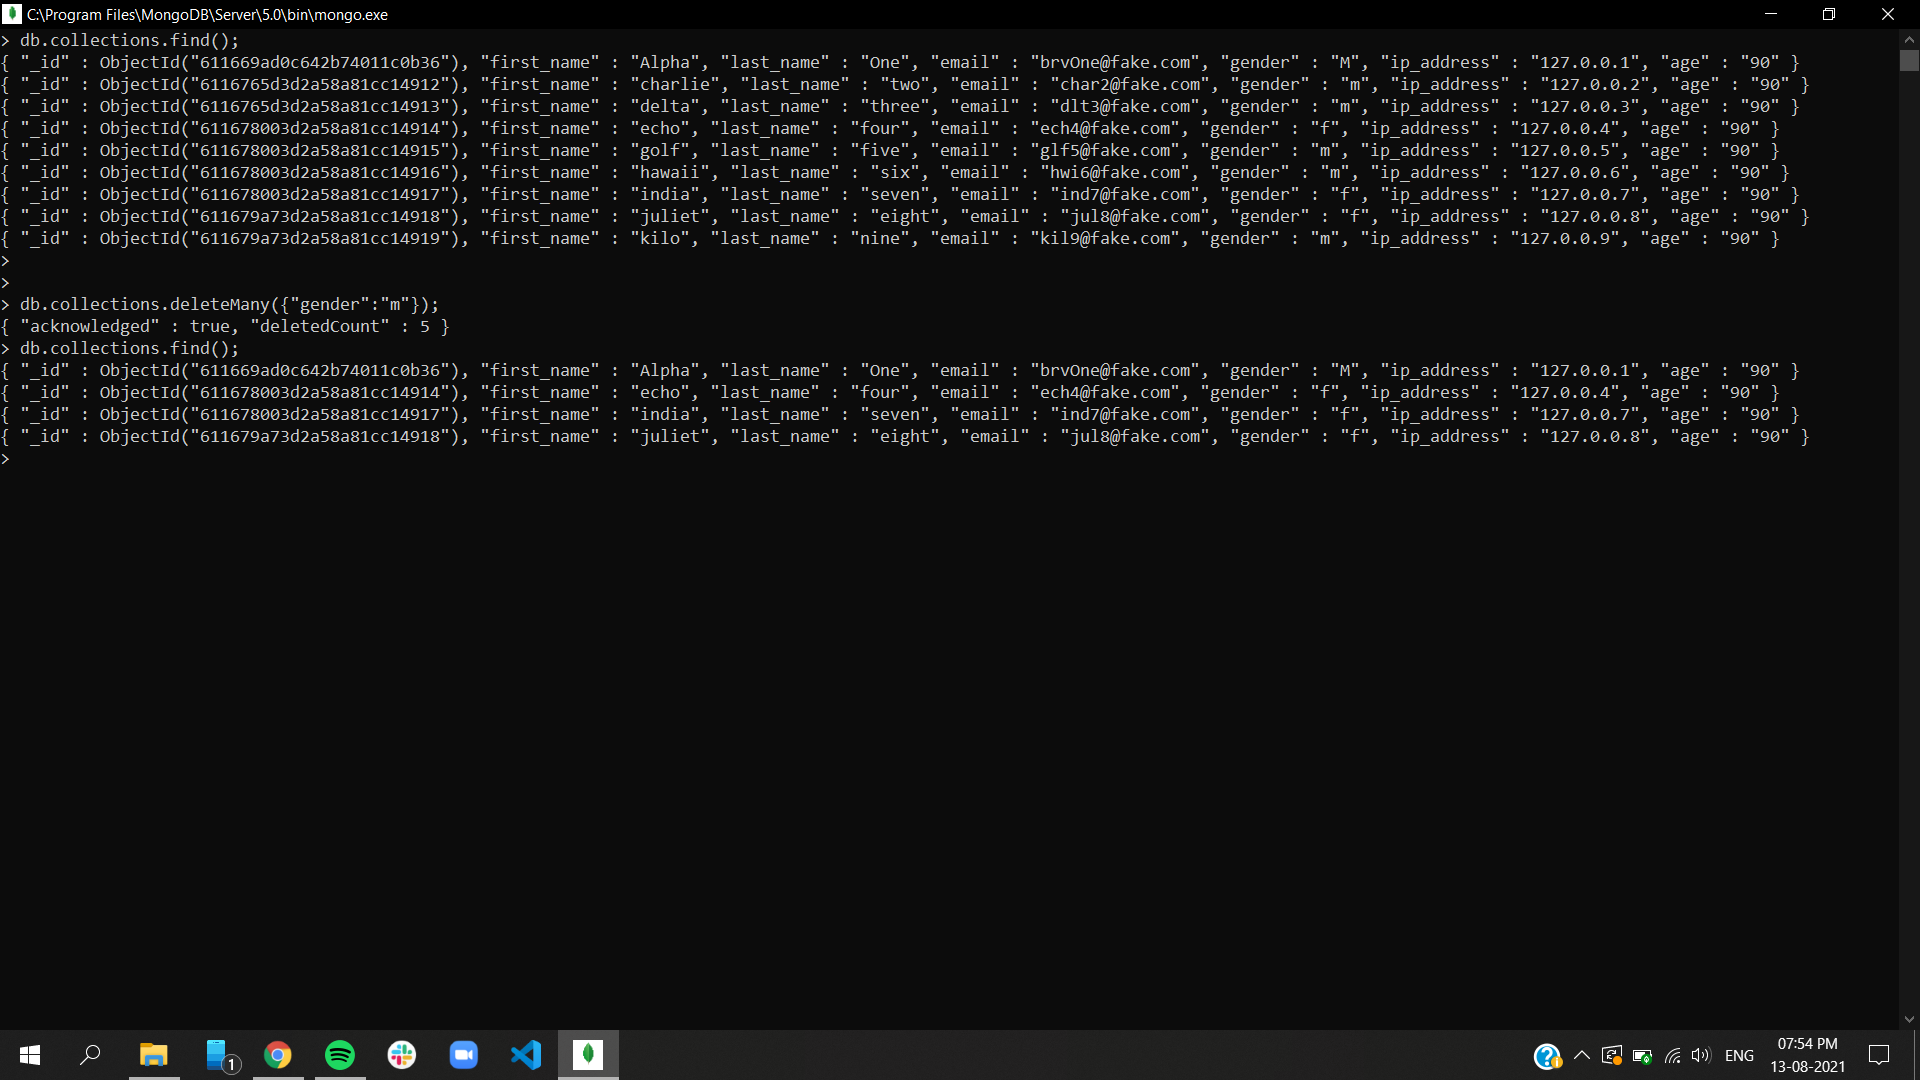 C:\Program Files\MongoDB\Server\5.0\bin\mongo.exe
> db.collections.find();
{ "_id" : ObjectId("611669ad0c642b74011c0b36"), "first_name" : "Alpha", "last_name" : "One", "email" : "brvOne@fake.com", "gender" : "M", "ip_address" : "127.0.0.1", "age" : "90" }
{ "_id" : ObjectId("6116765d3d2a58a81cc14912"), "first_name" : "charlie", "last_name" : "two", "email" : "char2@fake.com", "gender" : "m", "ip_address" : "127.0.0.2", "age" : "90" }
{ "_id" : ObjectId("6116765d3d2a58a81cc14913"), "first_name" : "delta", "last_name" : "three", "email" : "dlt3@fake.com", "gender" : "m", "ip_address" : "127.0.0.3", "age" : "90" }
{ "_id" : ObjectId("611678003d2a58a81cc14914"), "first_name" : "echo", "last_name" : "four", "email" : "ech4@fake.com", "gender" : "f", "ip_address" : "127.0.0.4", "age" : "90" }
{ "_id" : ObjectId("611678003d2a58a81cc14915"), "first_name" : "golf", "last_name" : "five", "email" : "glf5@fake.com", "gender" : "m", "ip_address" : "127.0.0.5", "age" : "90" }
{ "_id" : ObjectId("611678003d2a58a81cc14916"), "first_name" : "hawaii", "last_name" : "six", "email" : "hwi6@fake.com", "gender" : "m", "ip_address" : "127.0.0.6", "age" : "90" }
{ "_id" : ObjectId("611678003d2a58a81cc14917"), "first_name" : "india", "last_name" : "seven", "email" : "ind7@fake.com", "gender" : "f", "ip_address" : "127.0.0.7", "age" : "90" }
{ "_id" : ObjectId("611679a73d2a58a81cc14918"), "first_name" : "juliet", "last_name" : "eight", "email" : "jul8@fake.com", "gender" : "f", "ip_address" : "127.0.0.8", "age" : "90" }
{ "_id" : ObjectId("611679a73d2a58a81cc14919"), "first_name" : "kilo", "last_name" : "nine", "email" : "kil9@fake.com", "gender" : "m", "ip_address" : "127.0.0.9", "age" : "90" }
>
>
> db.collections.deleteMany({"gender":"m"});
{ "acknowledged" : true, "deletedCount" : 5 }
> db.collections.find();
{ "_id" : ObjectId("611669ad0c642b74011c0b36"), "first_name" : "Alpha", "last_name" : "One", "email" : "brvOne@fake.com", "gender" : "M", "ip_address" : "127.0.0.1", "age" : "90" }
{ "_id" : ObjectId("611678003d2a58a81cc14914"), "first_name" : "echo", "last_name" : "four", "email" : "ech4@fake.com", "gender" : "f", "ip_address" : "127.0.0.4", "age" : "90" }
{ "_id" : ObjectId("611678003d2a58a81cc14917"), "first_name" : "india", "last_name" : "seven", "email" : "ind7@fake.com", "gender" : "f", "ip_address" : "127.0.0.7", "age" : "90" }
{ "_id" : ObjectId("611679a73d2a58a81cc14918"), "first_name" : "juliet", "last_name" : "eight", "email" : "jul8@fake.com", "gender" : "f", "ip_address" : "127.0.0.8", "age" : "90" }
>
1
ENG
07:54 PM
13-08-2021